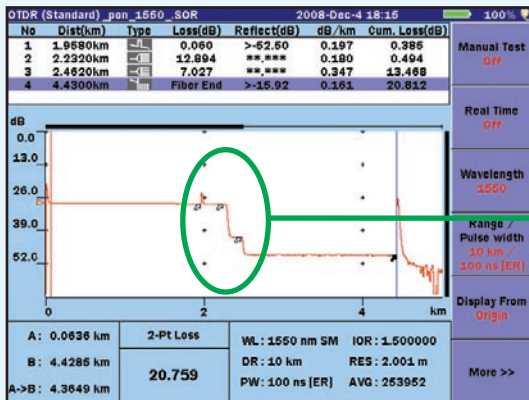 OTDR (Standard) _pon_1550_.SOR 2008-Dec-4 18:15 100%
No Dist(km) Type Loss(dB) Reflect(dB) dB/km Cum. Loss(dB)
1 1.9580km 0.060 >-52.50 0.197 0.385
2 2.2320km 12.894 **.*** 0.180 0.494
3 2.4620km 7.027 **.*** 0.347 13.468
4 4.4300km Fiber End >-15.92 0.161 20.812
Manual Test
Off
Real Time
Off
Wavelength
1550
Range /
Pulse width
10 km /
100 ns [ER]
Display From
Origin
More >>
dB
0.0
13.0
26.0
39.0
52.0
0 2 km
A: 0.0636 km
B: 4.4285 km
A->B: 4.3649 km
2-Pt Loss
20.759
WL: 1550 nm SM IOR: 1.500000
DR: 10 km RES: 2.001 m
PW: 100 ns [ER] AVG: 253952